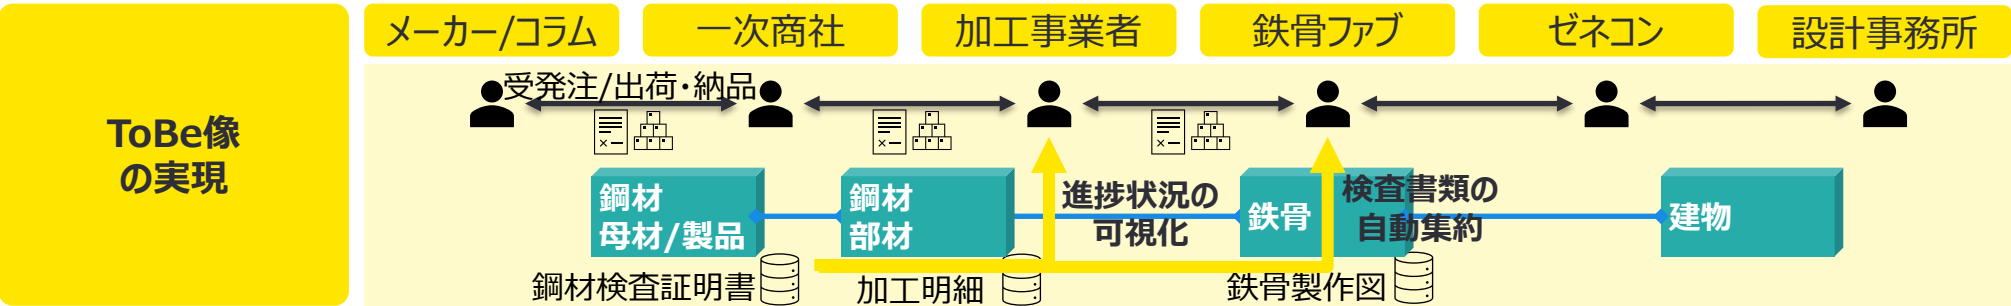 ToBe像
の実現
メーカー/コラム
一次商社
加工事業者
鉄骨ファブ
ゼネコン
設計事務所
受発注/出荷・納品
鋼材
母材/製品
鋼材
部材
進捗状況の
可視化
鉄骨
検査書類の
自動集約
建物
鋼材検査証明書
加工明細
鉄骨製作図